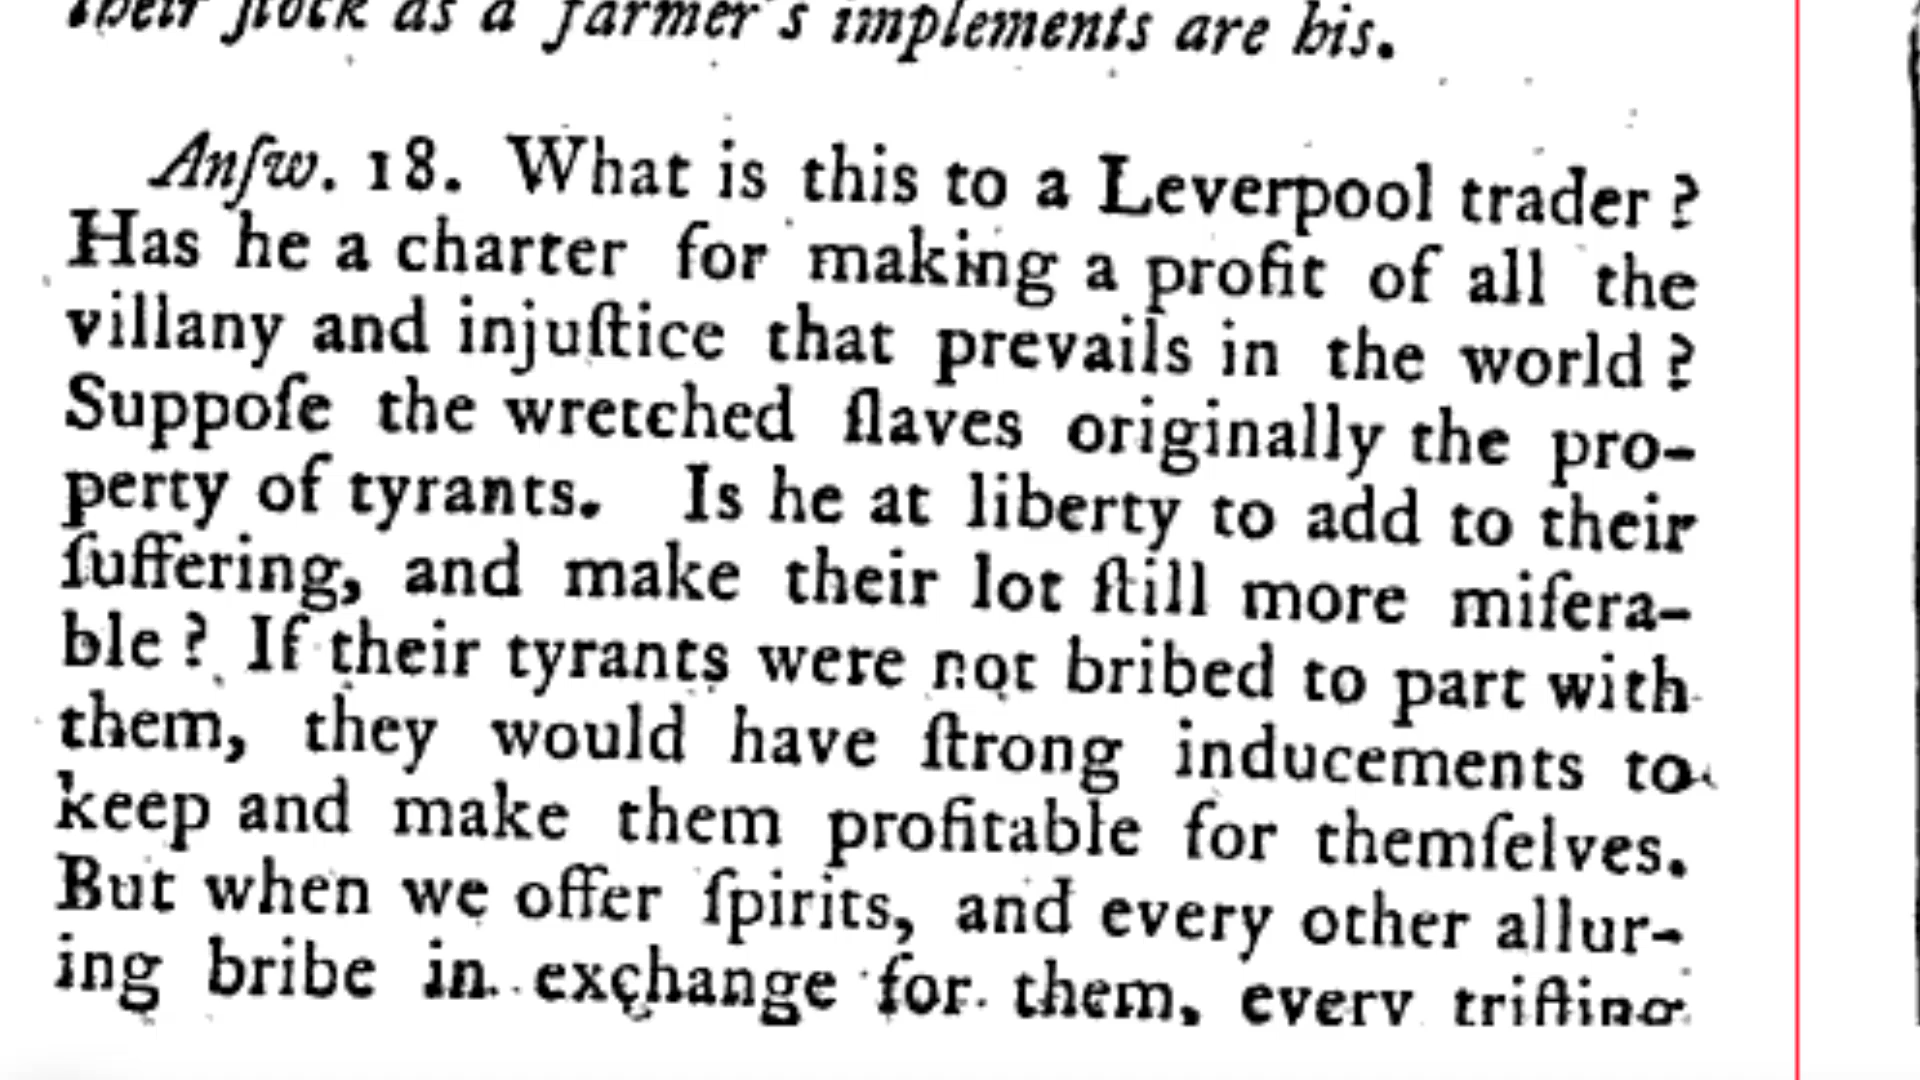 their ſtock as a farmer's implements are his.
Anſw. 18. What is this to a Leverpool trader?
Has he a charter for making a profit of all the
villany and injuſtice that prevails in the world?
Suppoſe the wretched ſlaves originally the pro-
perty of tyrants. Is he at liberty to add to their
ſuffering, and make their lot ſtill more miſera-
ble? If their tyrants were not bribed to part with
them, they would have ſtrong inducements to
keep and make them profitable for themſelves.
But when we offer ſpirits, and every other allur-
ing bribe in exchange for them, every trifling